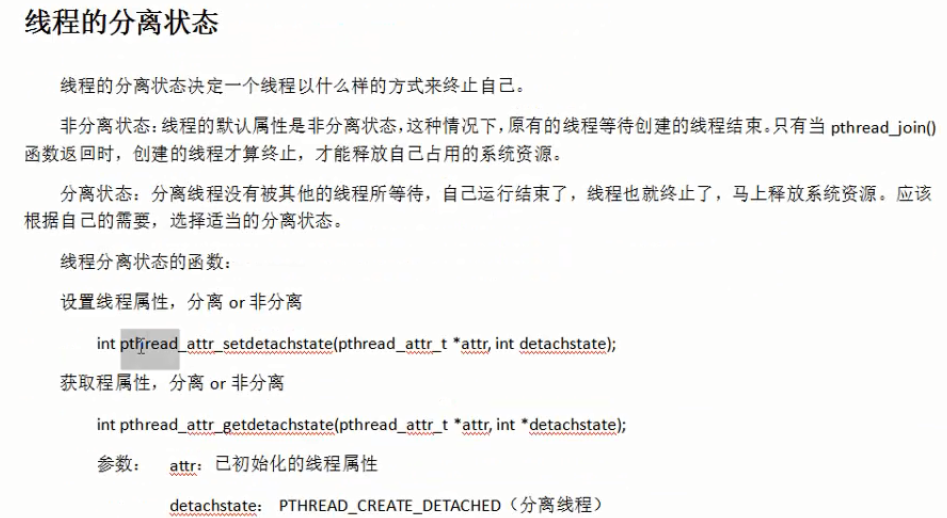 线程的分离状态
线程的分离状态决定一个线程以什么样的方式来终止自己。
非分离状态：线程的默认属性是非分离状态，这种情况下，原有的线程等待创建的线程结束。只有当 pthread_join()
函数返回时，创建的线程才算终止，才能释放自己占用的系统资源。
分离状态：分离线程没有被其他的线程所等待，自己运行结束了，线程也就终止了，马上释放系统资源。应该
根据自己的需要，选择适当的分离状态。
线程分离状态的函数：
设置线程属性，分离 or 非分离
int pthread_attr_setdetachstate(pthread_attr_t *attr, int detachstate);
获取程属性，分离 or 非分离
int pthread_attr_getdetachstate(pthread_attr_t *attr, int *detachstate);
参数： attr：已初始化的线程属性
detachstate： PTHREAD_CREATE_DETACHED（分离线程）